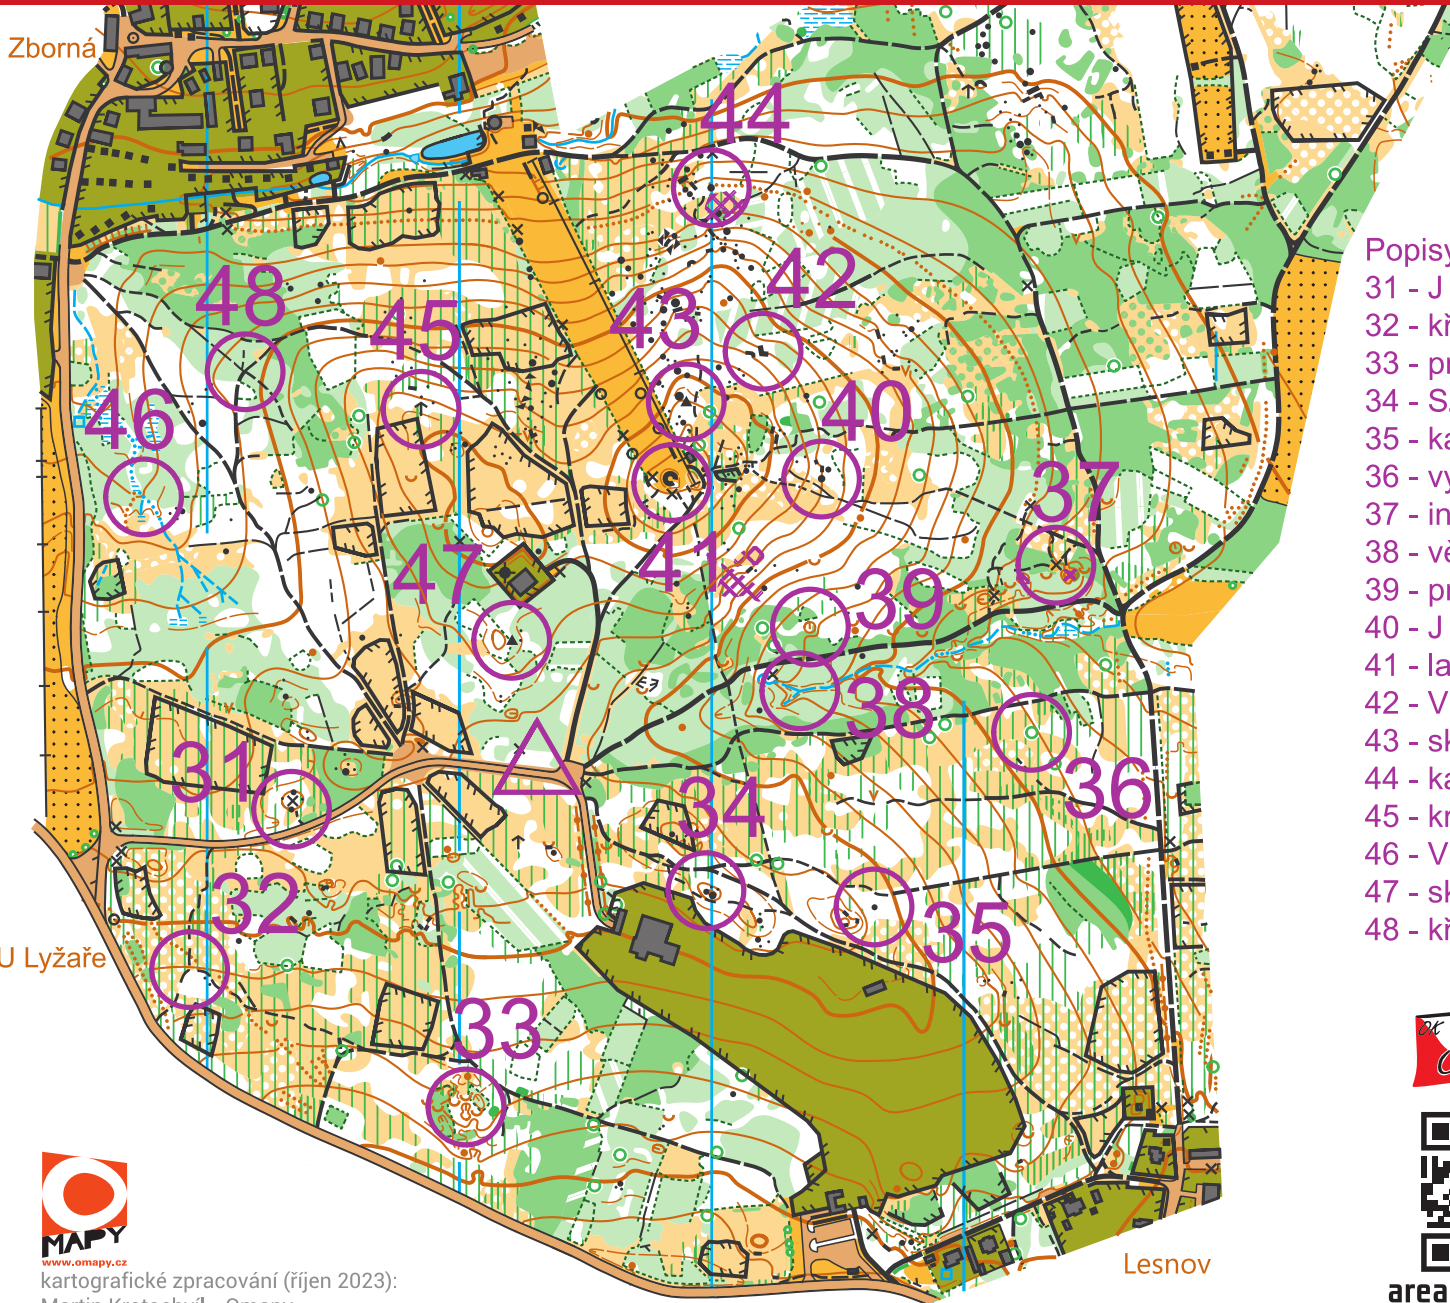 Zborná
44
42
43
48
45
46
40
37
47
41
39
38
36
31
34
32
35
33
U Lyžaře
Lesnov
Popisy
31 - J
32 - kř
33 - pr
34 - S
35 - ka
36 - vy
37 - in
38 - vě
39 - pr
40 - J
41 - la
42 - V
43 - sk
44 - ka
45 - kr
46 - V
47 - sk
48 - kř
OK
MAPY
www.omapy.cz
kartografické zpracování (říjen 2023):
area